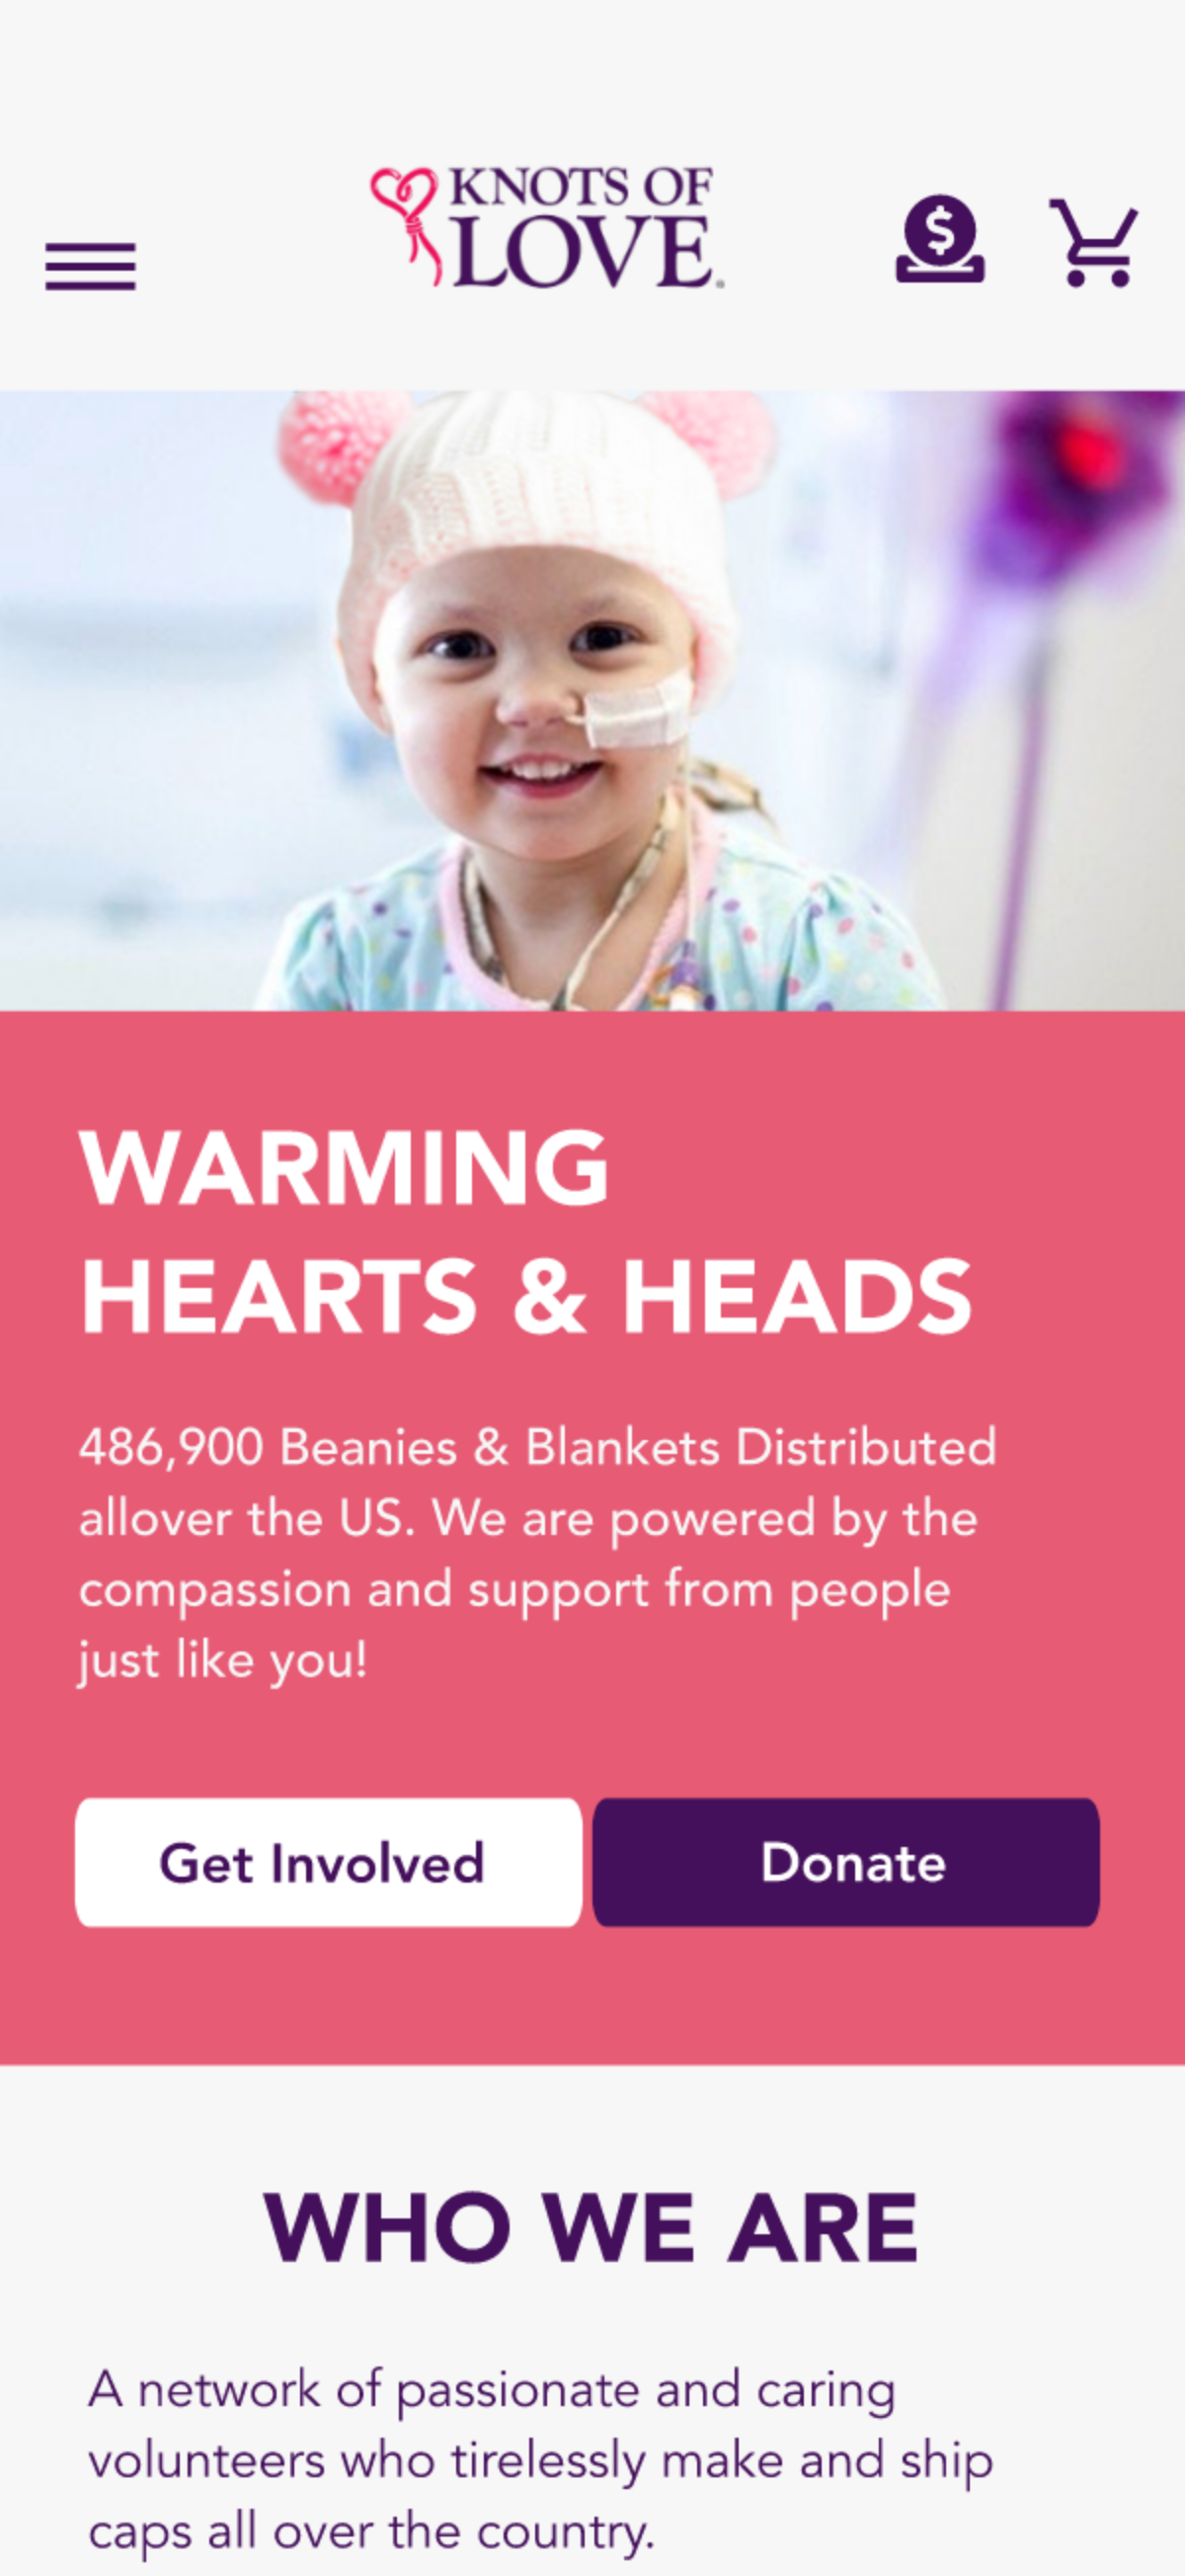 KNOTS OF
LOVE
WARMING
HEARTS & HEADS
486,900 Beanies & Blankets Distributed
allover the US. We are powered by the
compassion and support from people
just like you!
Get Involved
Donate
WHO WE ARE
A network of passionate and caring
volunteers who tirelessly make and ship
caps all over the country.